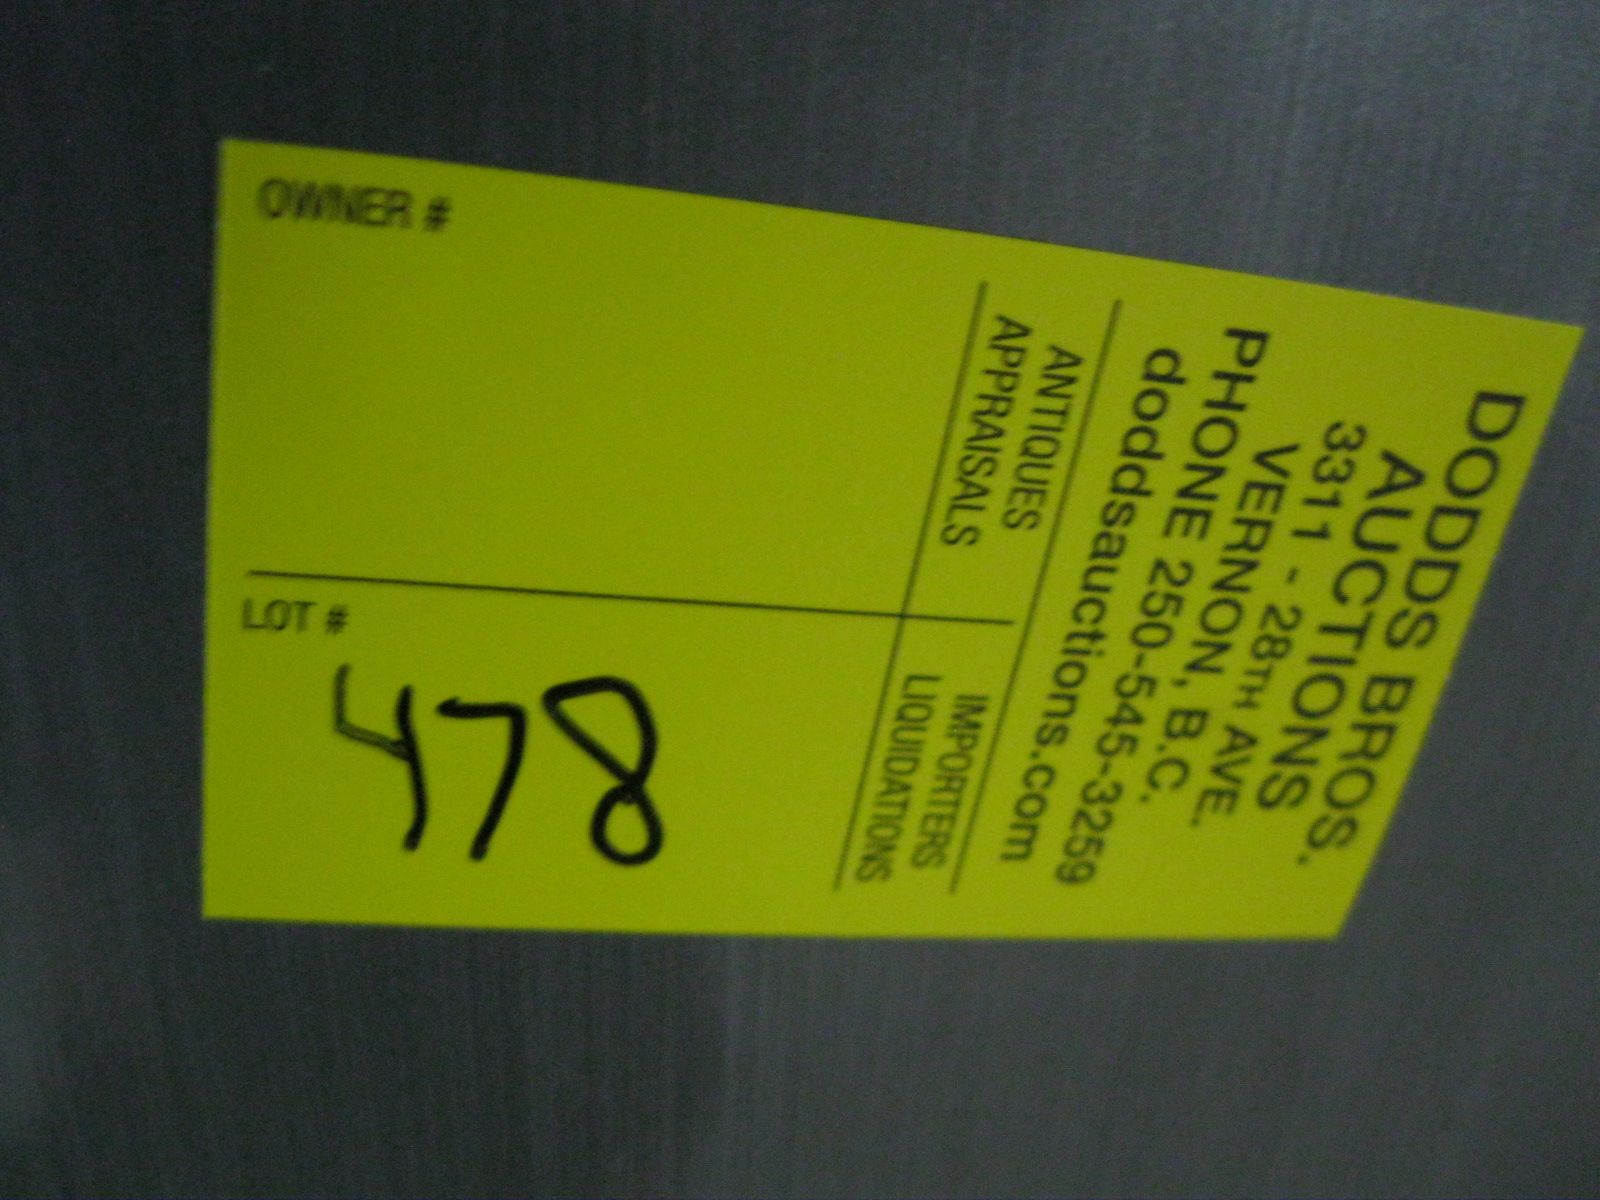 DODDS BROS.
AUCTIONS
3311 - 28TH AVE.
VERNON, B.C.
PHONE 250-545-3259
doddsauctions.com
ANTIQUES
APPRAISALS
IMPORTERS
LIQUIDATIONS
OWNER #
LOT #
478